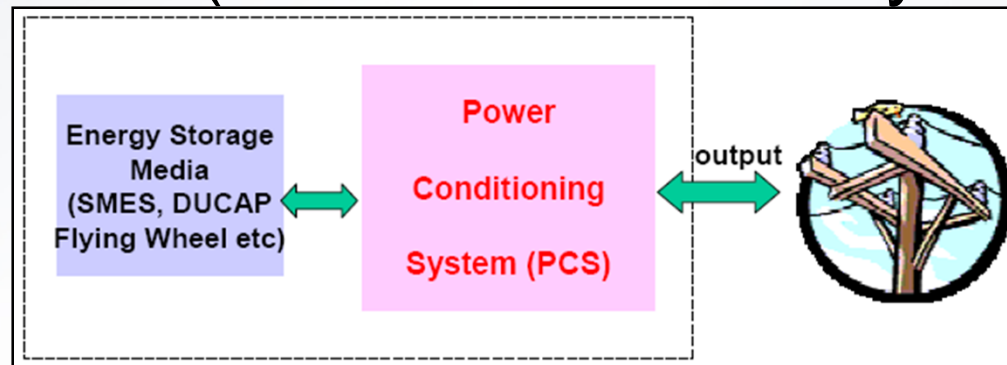 Energy Storage
Media
(SMES, DUCAP
Flying Wheel etc)
Power
Conditioning
System (PCS)
output